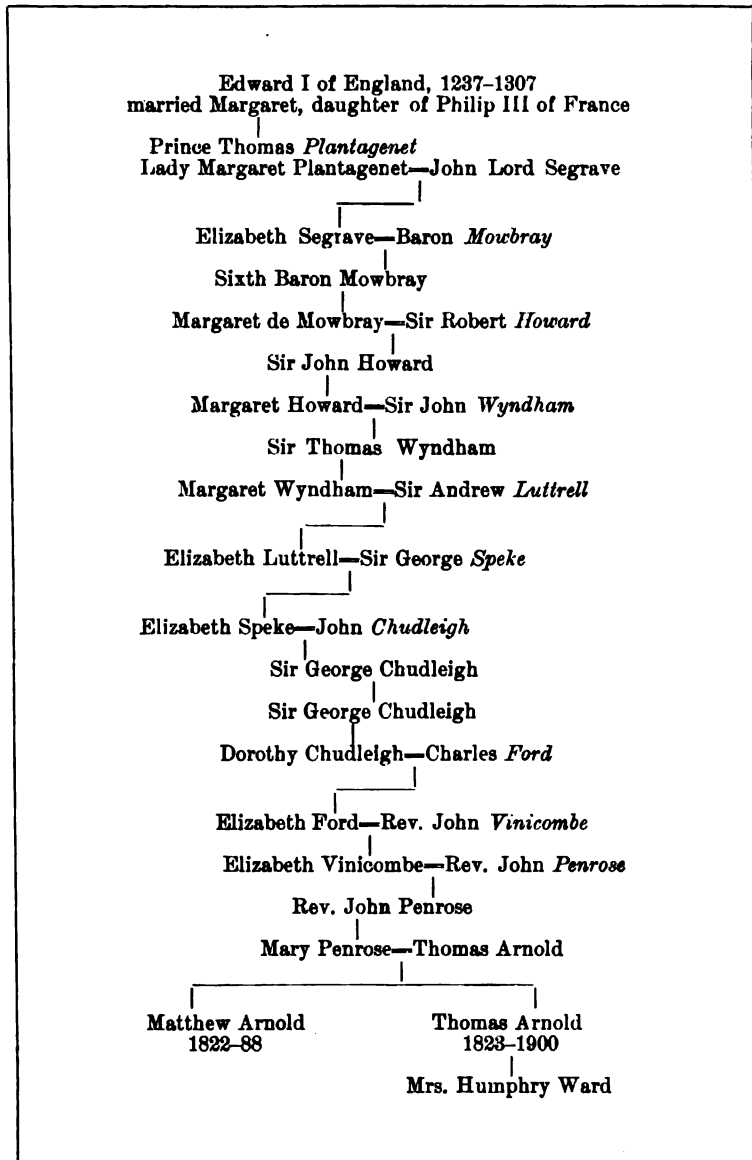 Edward I of England, 1237-1307
married Margaret, daughter of Philip III of France
Prince Thomas Plantagenet
Lady Margaret Plantagenet—John Lord Segrave
Elizabeth Segrave—Baron Mowbray
Sixth Baron Mowbray
Margaret de Mowbray—Sir Robert Howard
Sir John Howard
Margaret Howard—Sir John Wyndham
Sir Thomas Wyndham
Margaret Wyndham—Sir Andrew Luttrell
Elizabeth Luttrell—Sir George Speke
Elizabeth Speke—John Chudleigh
Sir George Chudleigh
Sir George Chudleigh
Dorothy Chudleigh—Charles Ford
Elizabeth Ford—Rev. John Vinicombe
Elizabeth Vinicombe—Rev. John Penrose
Rev. John Penrose
Mary Penrose—Thomas Arnold
Matthew Arnold
1822-88
Thomas Arnold
1823-1900
Mrs. Humphry Ward